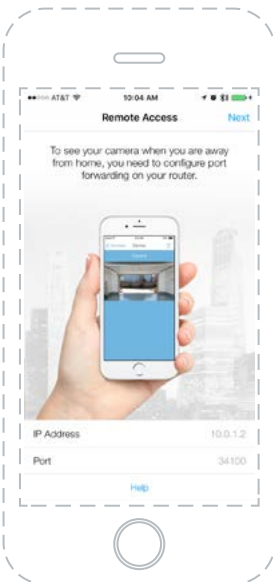 AT&T 10:04 AM
Remote Access Next
To see your camera when you are away
from home, you need to configure port
forwarding on your router.
IP Address 10.0.1.2
Port 34100
Help